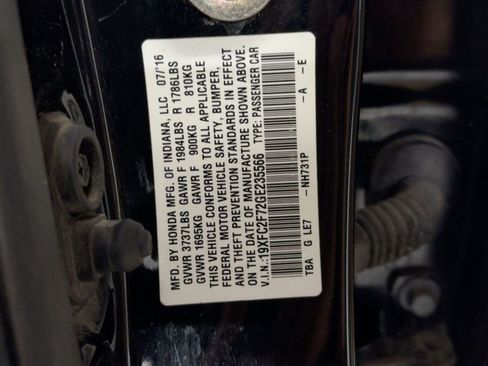 MFD. BY HONDA MFG. OF INDIANA, LLC 07/'16
GVWR 3737LBS GAWR F 1984LBS R 1786LBS
GVWR 1695KG GAWR F 900KG R 810KG
THIS VEHICLE CONFORMS TO ALL APPLICABLE
FEDERAL MOTOR VEHICLE SAFETY, BUMPER,
AND THEFT PREVENTION STANDARDS IN EFFECT
ON THE DATE OF MANUFACTURE SHOWN ABOVE.
V.I.N.:19XFC2F72GE235566 TYPE: PASSENGER CAR
TBA G LE7 -NH731P -A -E